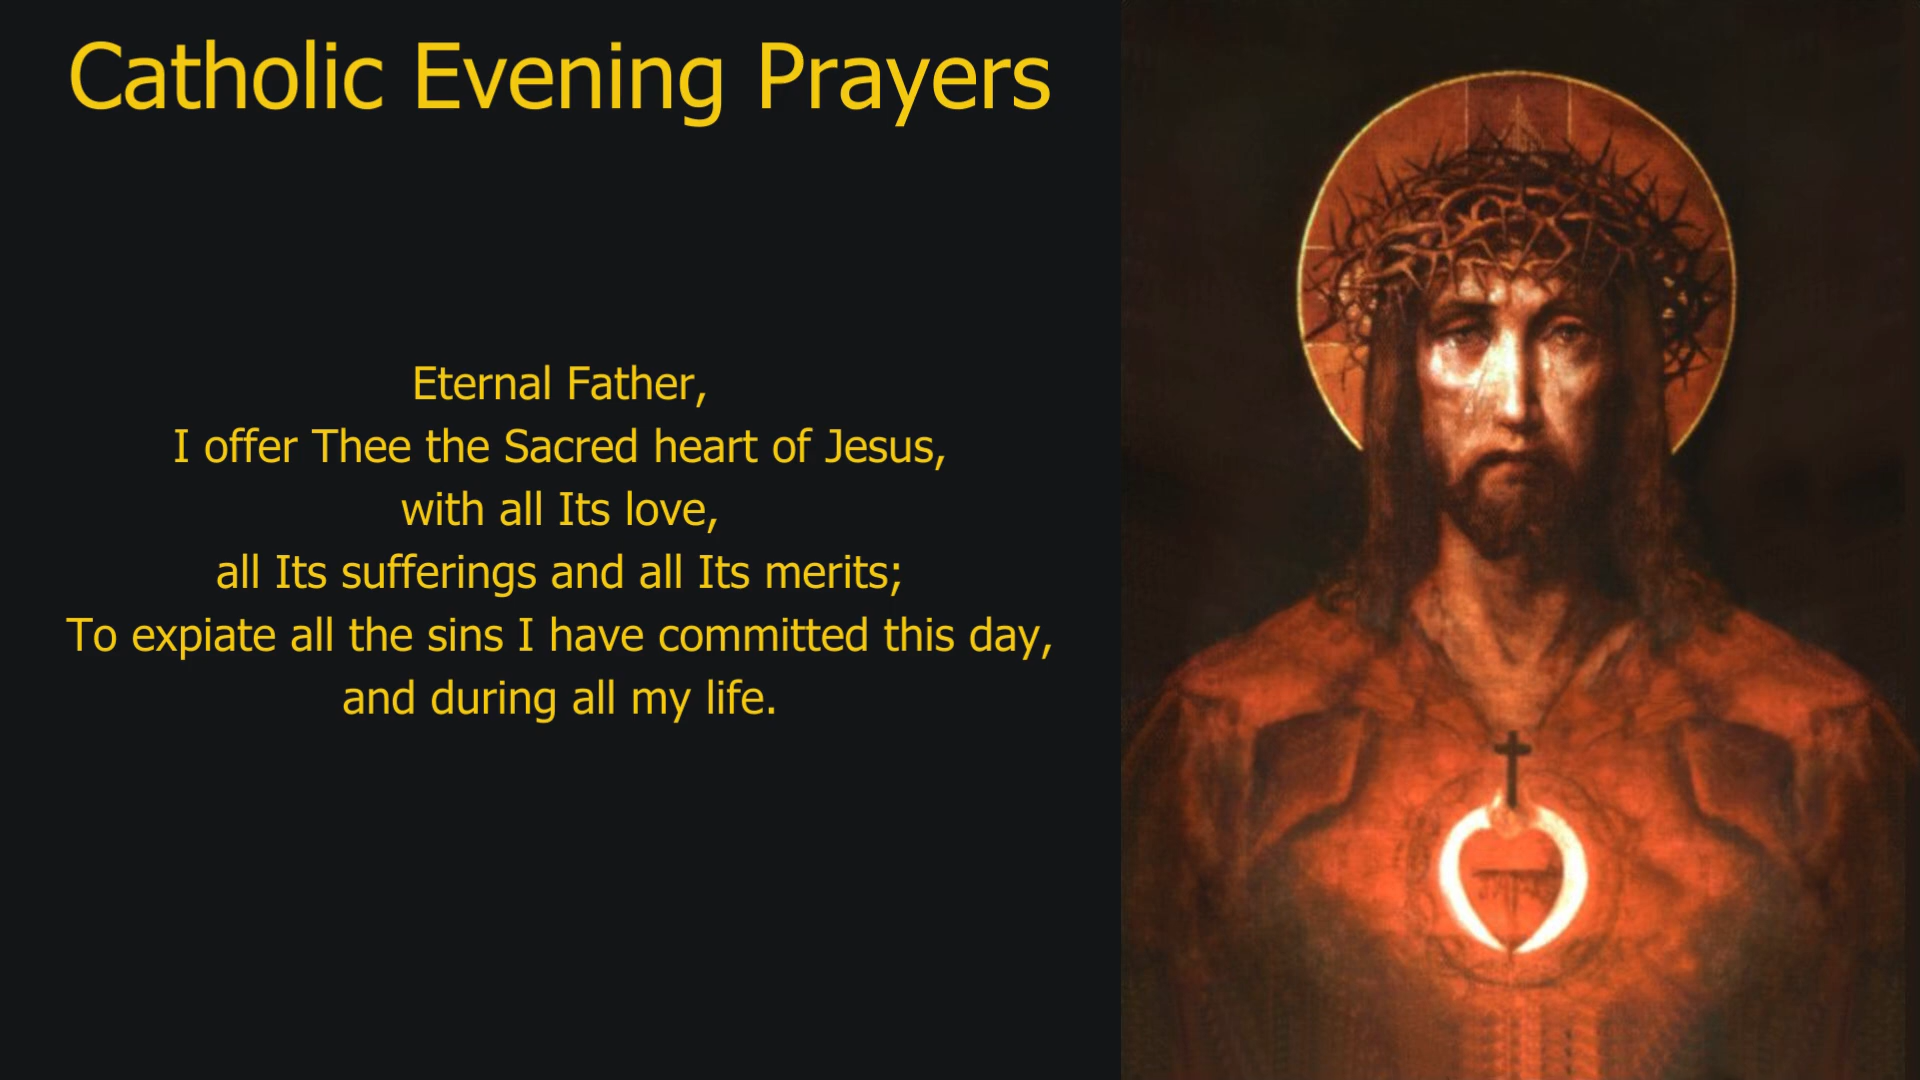 Catholic Evening Prayers
Eternal Father,
I offer Thee the Sacred heart of Jesus,
with all Its love,
all Its sufferings and all Its merits;
To expiate all the sins I have committed this day,
and during all my life.